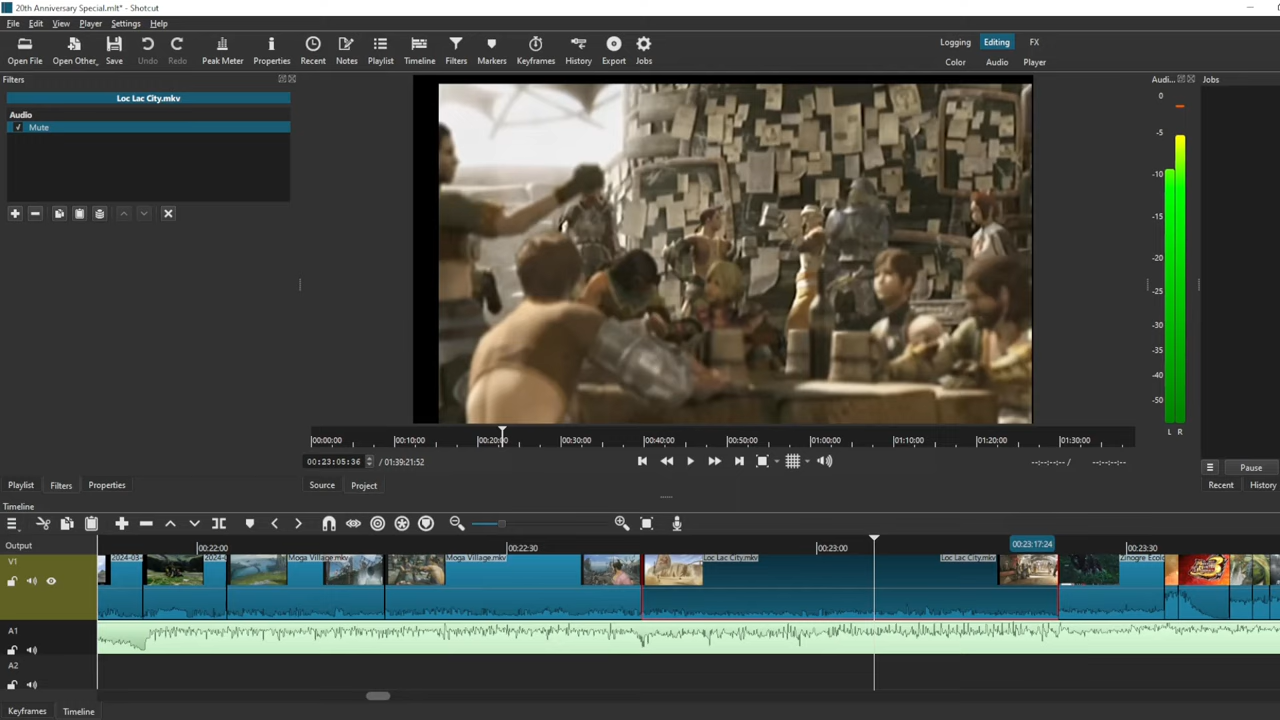 20th Anniversary Special.mlt* - Shotcut
File Edit View Player Settings Help
Open File Open Other... Save Undo Redo Peak Meter Properties Recent Notes Playlist Timeline Filters Markers Keyframes History Export Jobs
Logging Editing FX
Color Audio Player
Filters
Audi...
Jobs
Loc Lac City.mkv
Audio
Mute
0
-5
-10
-15
-20
-25
-30
-35
-40
-45
-50
L R
00:00:00 00:10:00 00:20:00 00:30:00 00:40:00 00:50:00 01:00:00 01:10:00 01:20:00 01:30:00
00:23:05:36 / 01:39:21:52
--:--:--:-- / --:--:--:--
Pause
Playlist Filters Properties
Source Project
Recent History
Timeline
Output
00:22:00 00:22:30 00:23:00 00:23:17:24 00:23:30
V1
2024-03- 2024- Moga Village.mkv Moga Village.mkv Loc Lac City.mkv Loc Lac City.mkv Zinogre Eco
A1
A2
Keyframes Timeline